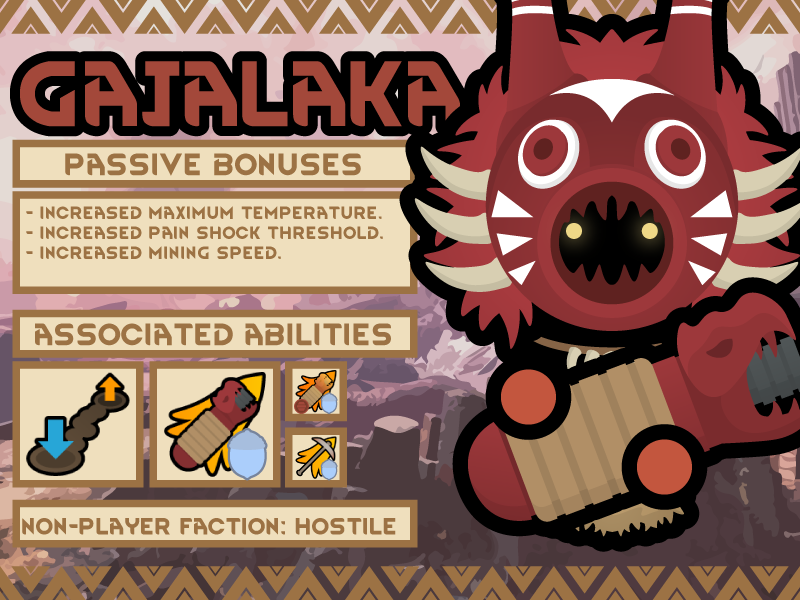 GAJALAKA
PASSIVE BONUSES
- INCREASED MAXIMUM TEMPERATURE.
- INCREASED PAIN SHOCK THRESHOLD.
- INCREASED MINING SPEED.
ASSOCIATED ABILITIES
NON-PLAYER FACTION: HOSTILE